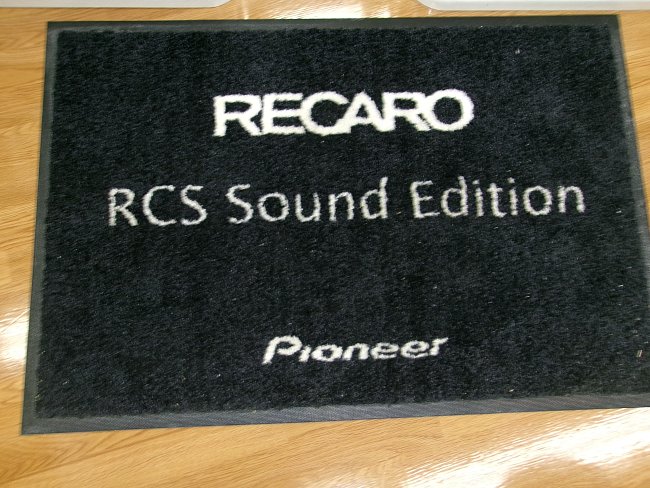 RECARO
RCS Sound Edition
Pioneer